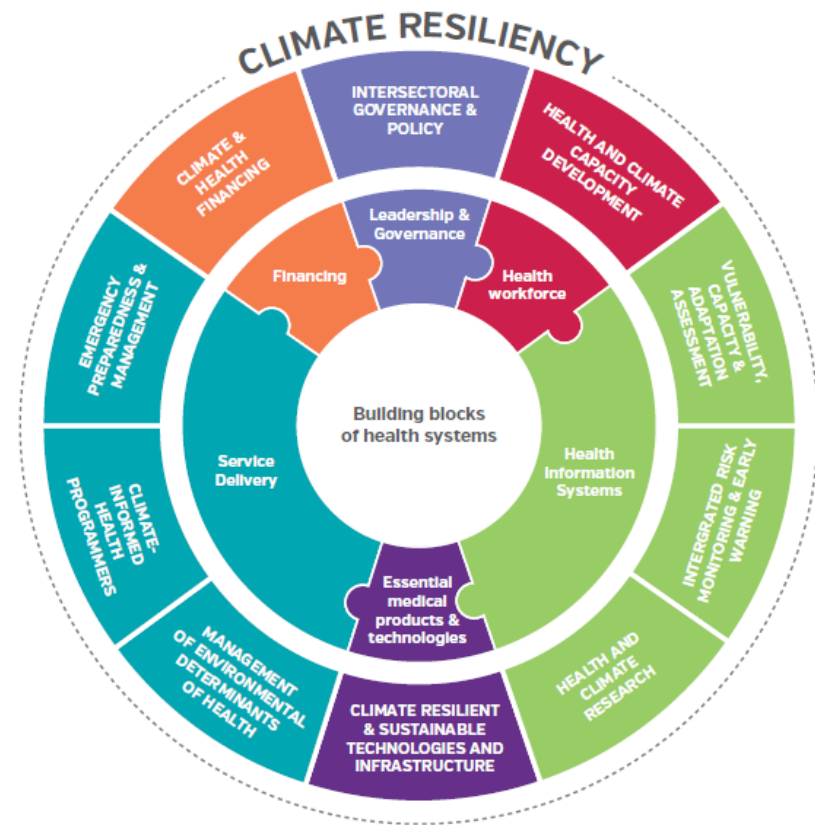 CLIMATE RESILIENCY
INTERSECTORAL
GOVERNANCE &
POLICY
HEALTH AND CLIMATE
CAPACITY
DEVELOPMENT
VULNERABILITY,
CAPACITY &
ADAPTATION
ASSESSMENT
INTERGRATED RISK
MONITORING & EARLY
WARNING
HEALTH AND
CLIMATE
RESEARCH
CLIMATE RESILIENT
& SUSTAINABLE
TECHNOLOGIES AND
INFRASTRUCTURE
MANAGEMENT
OF ENVIRONMENTAL
DETERMINANTS
OF HEALTH
CLIMATE-
INFORMED
HEALTH
PROGRAMMERS
EMERGENCY
PREPAREDNESS &
MANAGEMENT
CLIMATE &
HEALTH
FINANCING
Leadership &
Governance
Health
workforce
Health
Information
Systems
Essential
medical
products &
technologies
Service
Delivery
Financing
Building blocks
of health systems